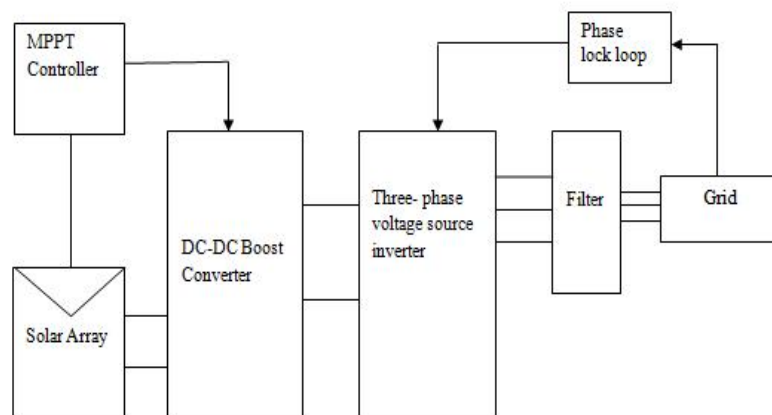 MPPT
Controller
Phase
lock loop
DC-DC Boost
Converter
Three- phase
voltage source
inverter
Filter
Grid
Solar Array